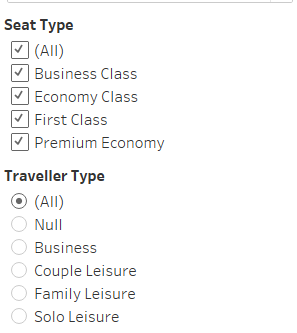 Seat Type
(All)
Business Class
Economy Class
First Class
Premium Economy
Traveller Type
(All)
Null
Business
Couple Leisure
Family Leisure
Solo Leisure